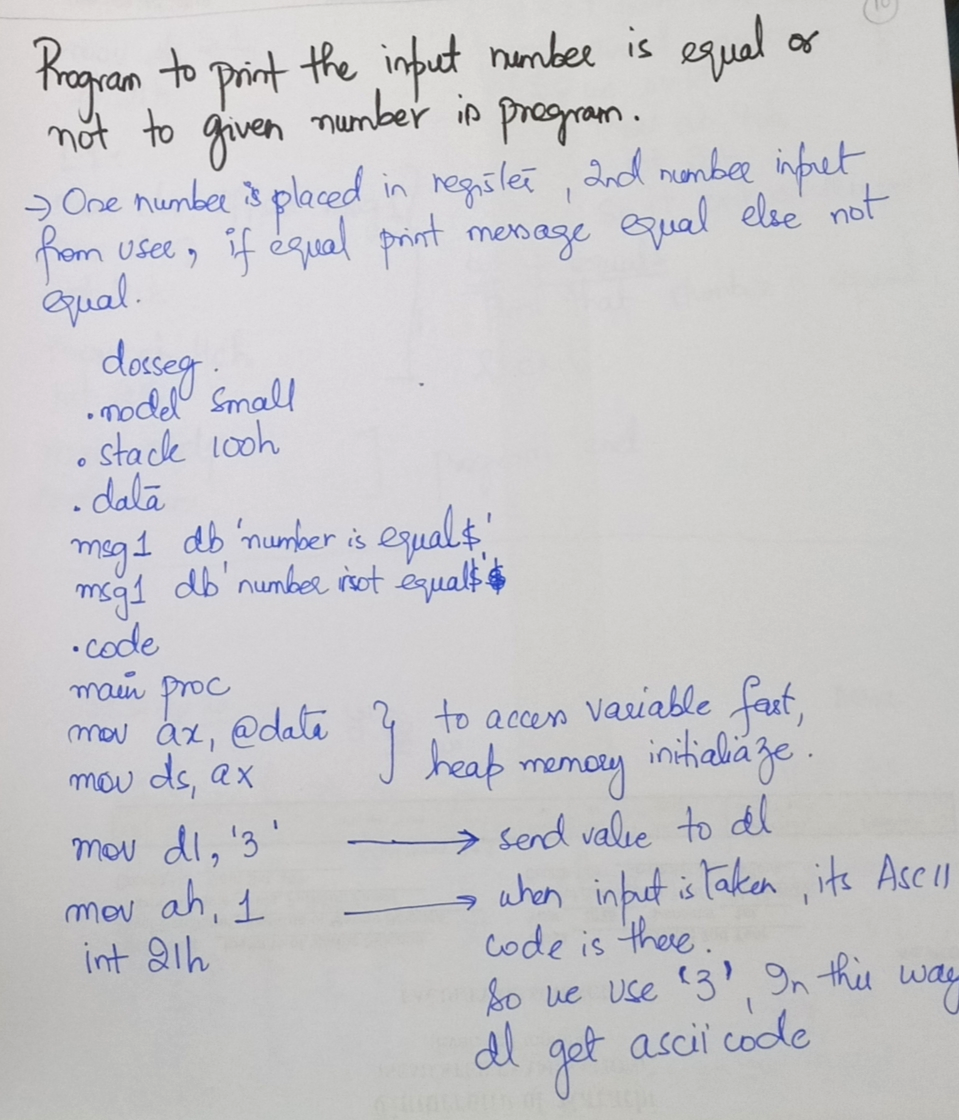 10
Program to print the input number is equal or
not to given number in program.
→ One number is placed in register, 2nd number input
from user, if equal print message equal else not
equal.
dosseg.
.model small
.stack 100h
.data
msg1 db 'number is equal$'
msg1 db 'number not equal$'
.code
main proc
mov ax, @data } to access variable fast,
mov ds, ax heap memory initialiaze.
mov dl, '3' → send value to dl
mov ah, 1 → when input is taken, its Ascii
int 21h code is there.
So we use '3', In this way
dl get ascii code